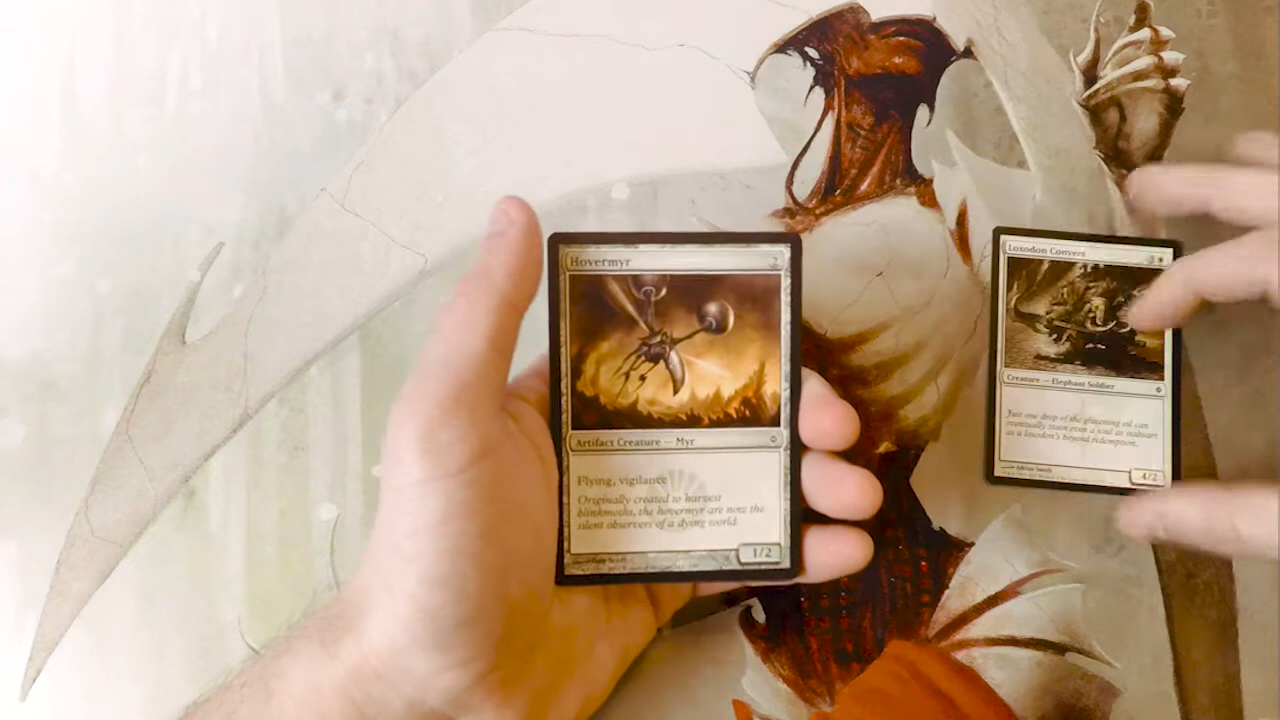 Hovermyr 2
Artifact Creature — Myr
Flying, vigilance
Originally created to harvest
blinkmoths, the hovermyr are now the
silent observers of a dying world.
1/2
Loxodon Convert
Creature — Elephant Soldier
Just one drop of the glistening oil can
eventually stain even a soul as stalwart
as a loxodon's beyond redemption.
Adrian Smith
4/2